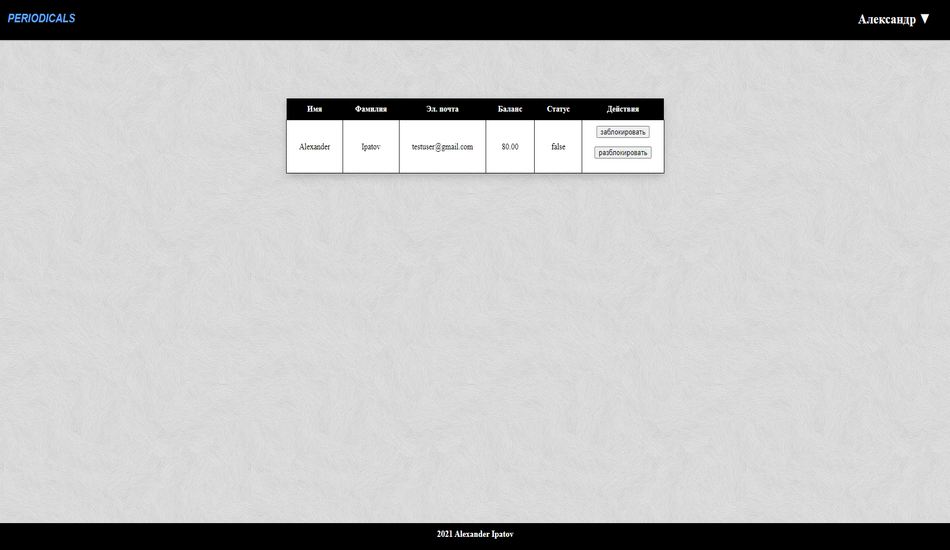 PERIODICALS
Александр ▼
Имя Фамилия Эл. почта Баланс Статус Действия
Alexander Ipatov testuser@gmail.com 80.00 false
заблокировать
разблокировать
2021 Alexander Ipatov